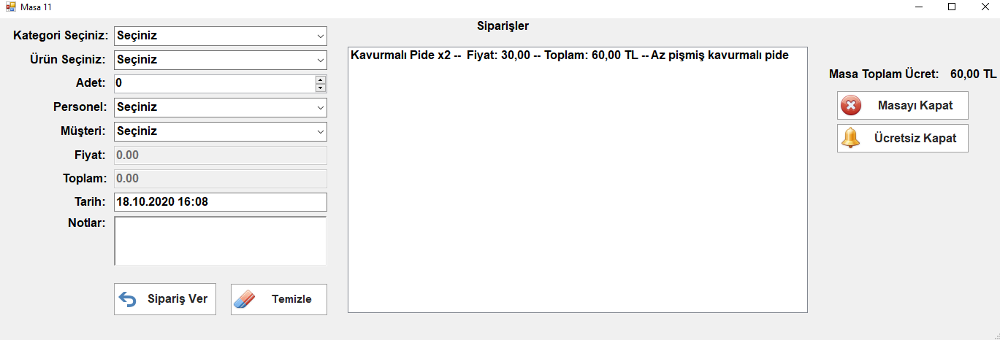 Masa 11
Kategori Seçiniz: Seçiniz
Ürün Seçiniz: Seçiniz
Adet: 0
Personel: Seçiniz
Müşteri: Seçiniz
Fiyat: 0.00
Toplam: 0.00
Tarih: 18.10.2020 16:08
Notlar:
Sipariş Ver
Temizle
Siparişler
Kavurmalı Pide x2 -- Fiyat: 30,00 -- Toplam: 60,00 TL -- Az pişmiş kavurmalı pide
Masa Toplam Ücret: 60,00 TL
Masayı Kapat
Ücretsiz Kapat